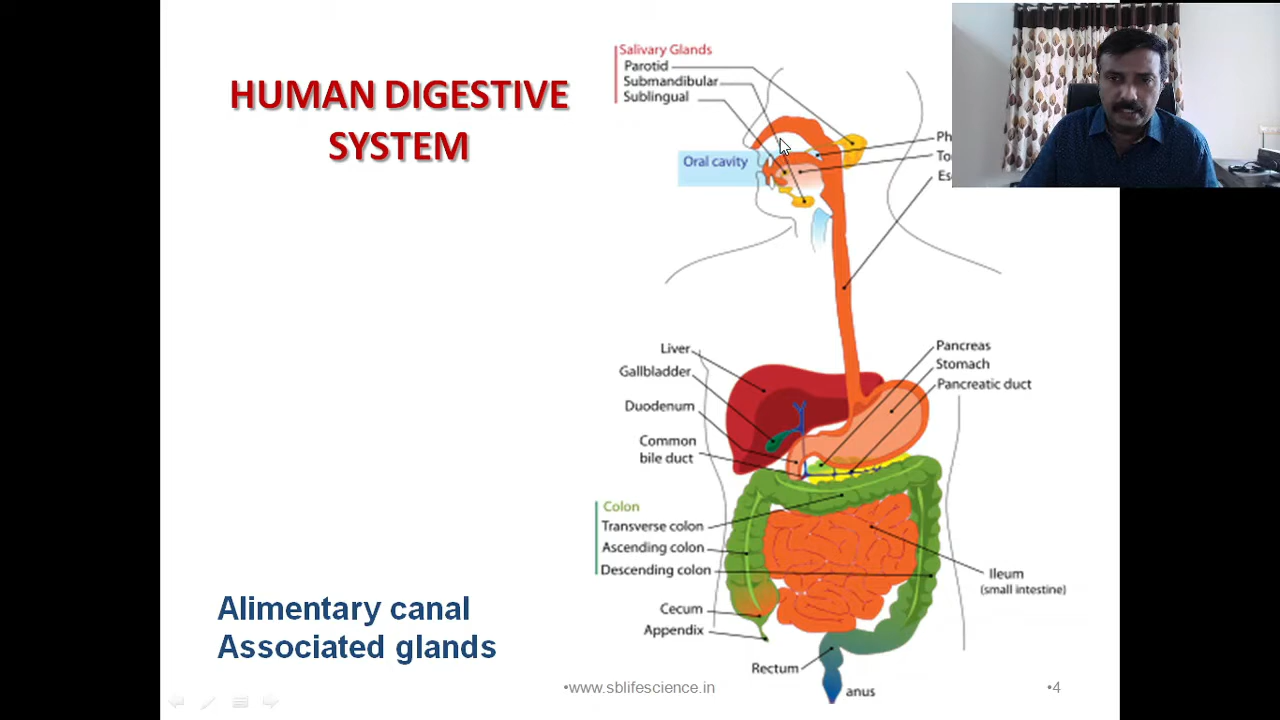 HUMAN DIGESTIVE
SYSTEM
Salivary Glands
Parotid
Submandibular
Sublingual
Oral cavity
Liver
Gallbladder
Duodenum
Common
bile duct
Pancreas
Stomach
Pancreatic duct
Colon
Transverse colon
Ascending colon
Descending colon
Cecum
Appendix
Rectum
anus
Ileum
(small intestine)
Alimentary canal
Associated glands
•www.sblifescience.in
•4